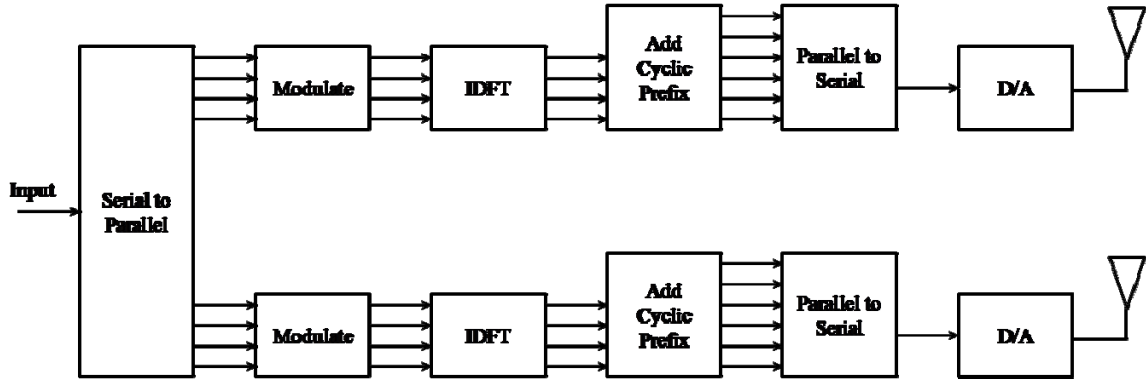 Input
Serial to
Parallel
Modulate
IDFT
Add
Cyclic
Prefix
Parallel to
Serial
D/A
Modulate
IDFT
Add
Cyclic
Prefix
Parallel to
Serial
D/A